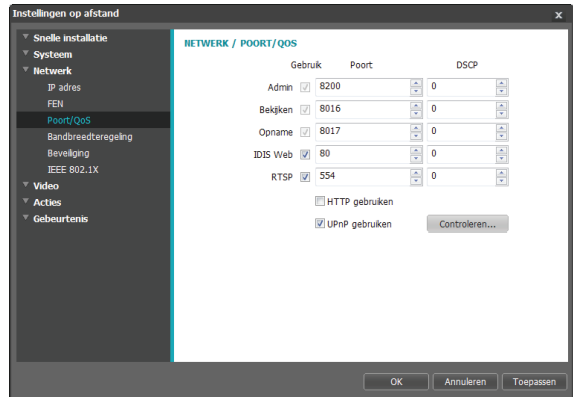 Instellingen op afstand x
Snelle installatie
Systeem
Netwerk
IP adres
FEN
Poort/QoS
Bandbreedteregeling
Beveiliging
IEEE 802.1X
Video
Acties
Gebeurtenis
NETWERK / POORT/QOS
Gebruik Poort DSCP
Admin 8200 0
Bekijken 8016 0
Opname 8017 0
IDIS Web 80 0
RTSP 554 0
HTTP gebruiken
UPnP gebruiken Controleren...
OK Annuleren Toepassen